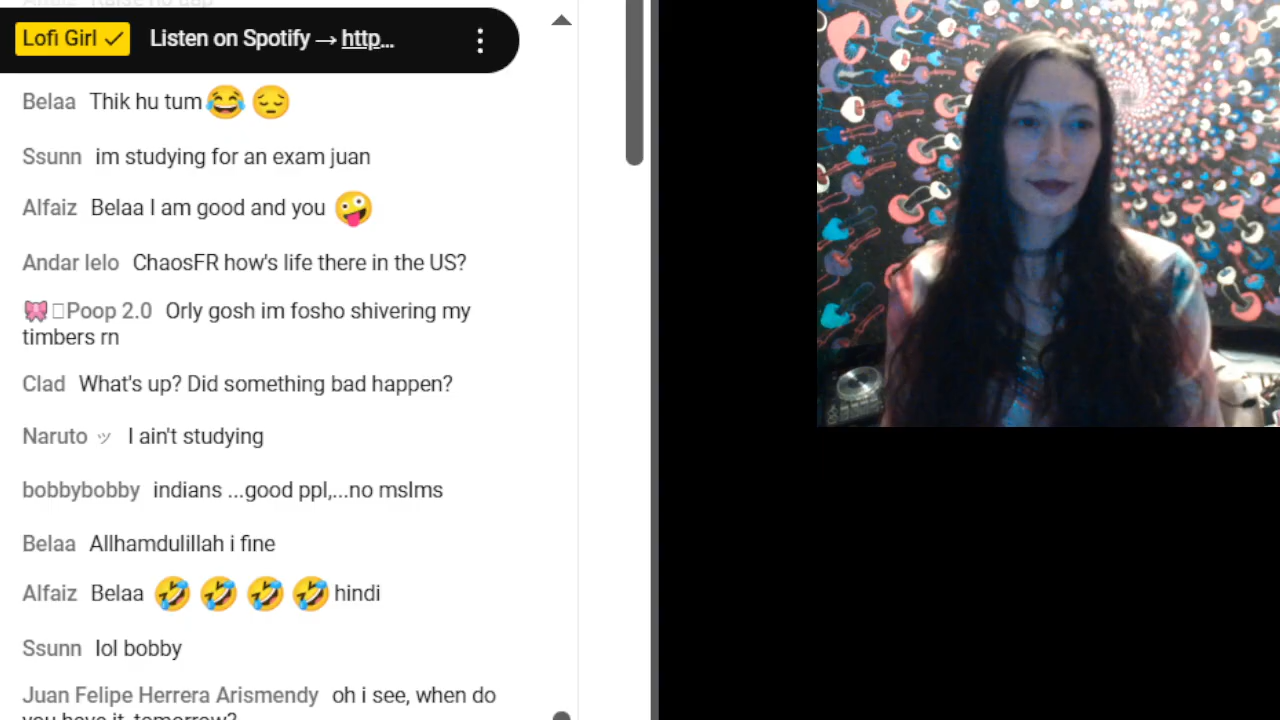 Lofi Girl ✓ Listen on Spotify → http...
Belaa Thik hu tum😂😔
Ssunn im studying for an exam juan
Alfaiz Belaa I am good and you 🤪
Andar lelo ChaosFR how's life there in the US?
🎀□Poop 2.0 Orly gosh im fosho shivering my
timbers rn
Clad What's up? Did something bad happen?
Naruto ッ I ain't studying
bobbybobby indians ...good ppl,...no mslms
Belaa Allhamdulillah i fine
Alfaiz Belaa 🤣🤣🤣🤣 hindi
Ssunn lol bobby
Juan Felipe Herrera Arismendy oh i see, when do
you have it, tomorrow?